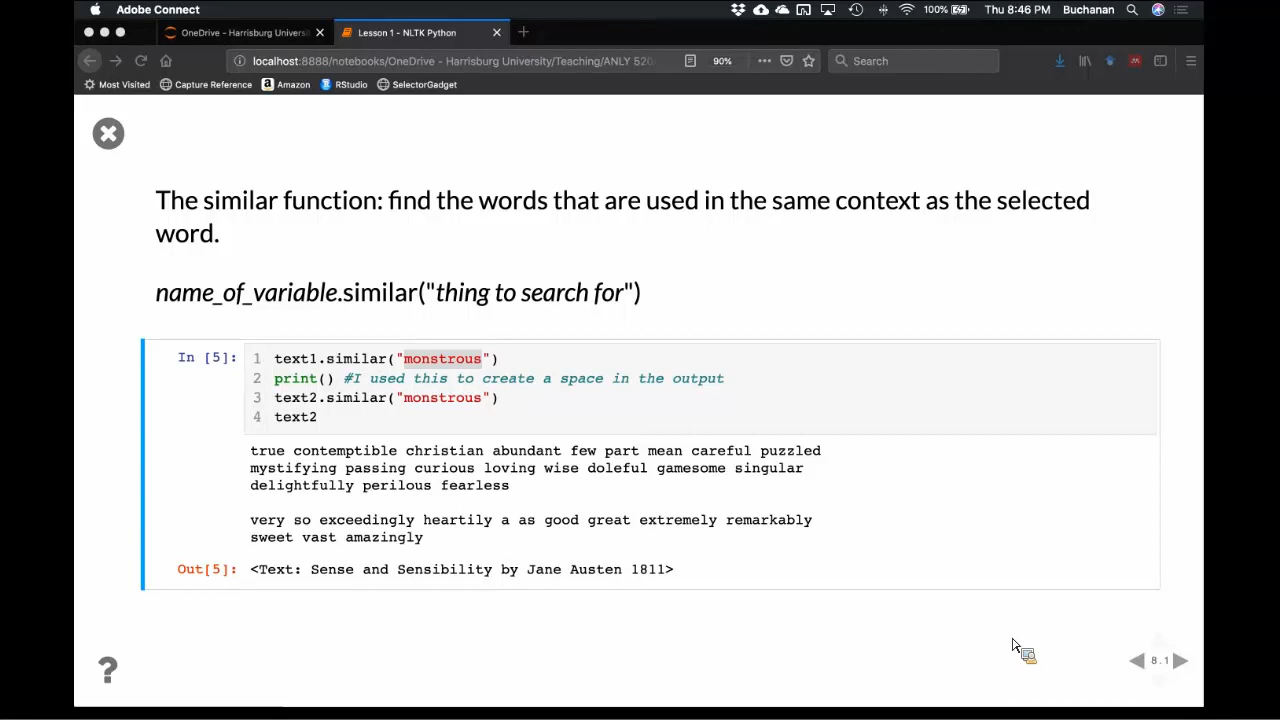 Adobe Connect
100%
Thu 8:46 PM
Buchanan
OneDrive - Harrisburg Universi
Lesson 1 - NLTK Python
localhost:8888/notebooks/OneDrive - Harrisburg University/Teaching/ANLY 520
90%
Search
Most Visited
Capture Reference
Amazon
RStudio
SelectorGadget
The similar function: find the words that are used in the same context as the selected
word.
name_of_variable.similar("thing to search for")
In [5]:
1 text1.similar("monstrous")
2 print() #I used this to create a space in the output
3 text2.similar("monstrous")
4 text2
true contemptible christian abundant few part mean careful puzzled
mystifying passing curious loving wise doleful gamesome singular
delightfully perilous fearless
very so exceedingly heartily a as good great extremely remarkably
sweet vast amazingly
Out[5]: <Text: Sense and Sensibility by Jane Austen 1811>
?
8.1